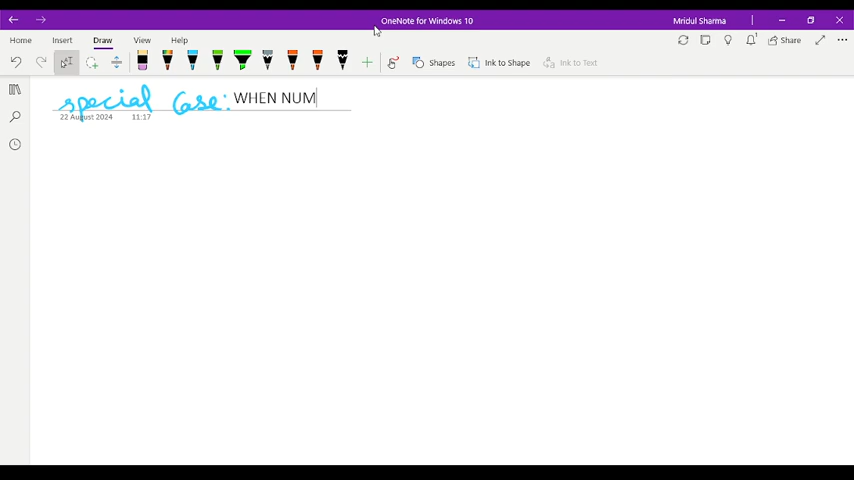 OneNote for Windows 10
Mridul Sharma
Home Insert Draw View Help
Share
Shapes Ink to Shape Ink to Text
special Case: WHEN NUM
22 August 2024 11:17